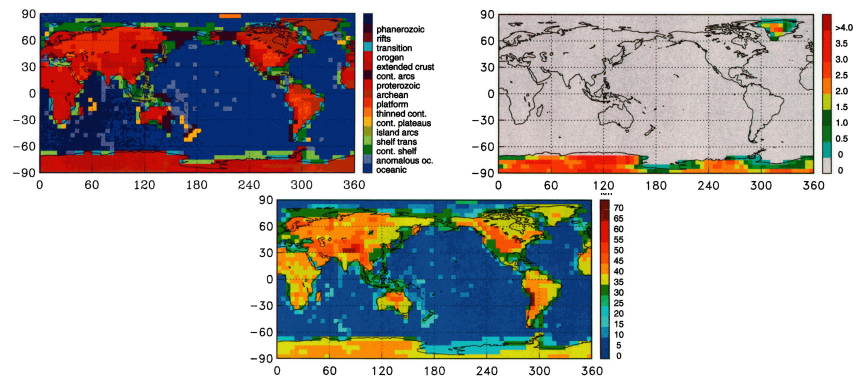 90
60
30
0
−30
−60
−90
0 60 120 180 240 300 360
phanerozoic
rifts
transition
orogen
extended crust
cont. arcs
proterozoic
archean
platform
thinned cont.
cont. plateaus
island arcs
shelf trans
cont. shelf
anomalous oc.
oceanic
90
60
30
0
−30
−60
−90
0 60 120 180 240 300 360
>4.0
3.5
3.0
2.5
2.0
1.5
1.0
0.5
0
0
90
60
30
0
−30
−60
−90
0 60 120 180 240 300 360
70
65
60
55
50
45
40
35
30
25
20
15
10
5
0